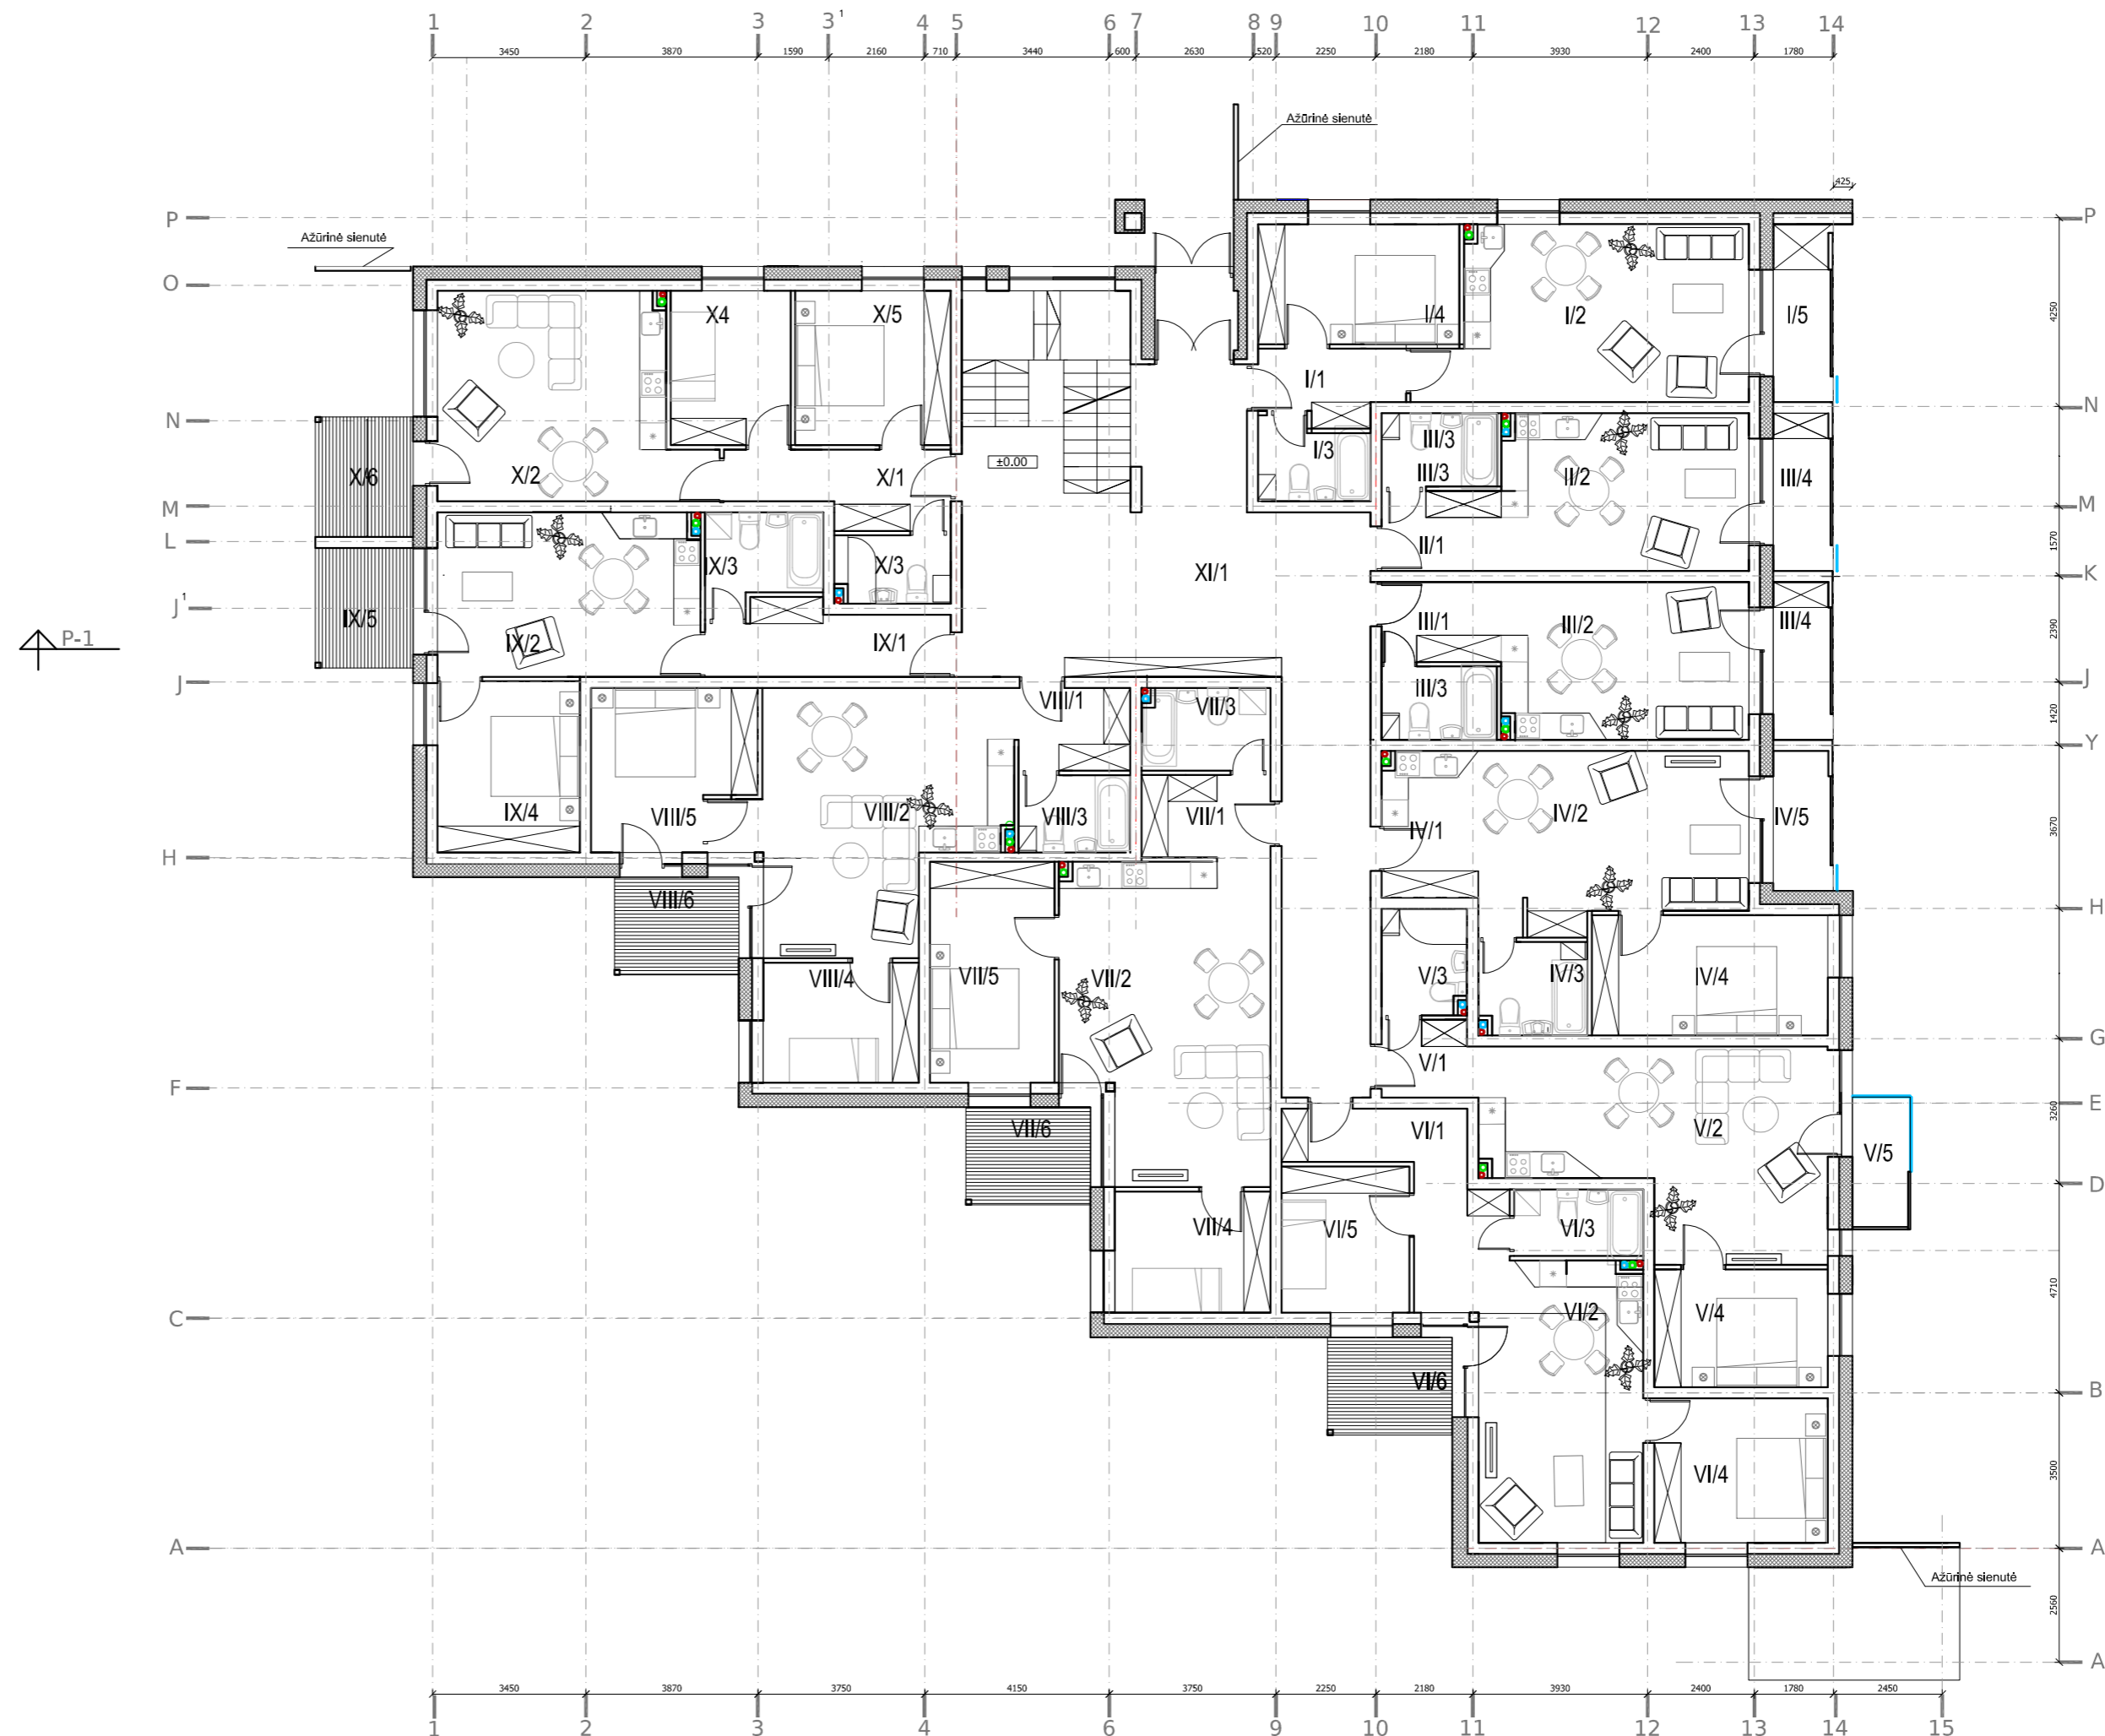 1 2 3 3 1 4 5 6 7 8 9 10 11 12 13 14
3450 3870 1590 2160 710 3440 600 2630 520 2250 2180 3930 2400 1780
Ažūrinė sienutė
425
P P
Ažūrinė sienutė
O
4250
X4 X/5 I/4 I/2 I/5
I/1
N N
III/3
I/3
±0.00
X/6 X/2 X/1 III/3 II/2 III/4
M M
L
1570
II/1
X/3 X/3 XI/1
K
J 1
IX/5
III/1 III/2 III/4
P-1
IX/2 IX/1
2390
J J
III/3
VIII/1 VII/3
1420
Y
IX/4 VIII/5 VIII/2 VIII/3 VII/1 IV/1 IV/2 IV/5
3670
H
VIII/6
H
VIII/4 VII/5 VII/2 V/3 IV/3 IV/4
G
V/1
F
E
3260
VII/6 VI/1 V/2
V/5
D
VII/4 VI/5 VI/3
4710
C
VI/2 V/4
VI/6
B
VI/4
3500
A A
Ažūrinė sienutė
2560
A
3450 3870 3750 4150 3750 2250 2180 3930 2400 1780 2450
1 2 3 4 6 9 10 11 12 13 14 15